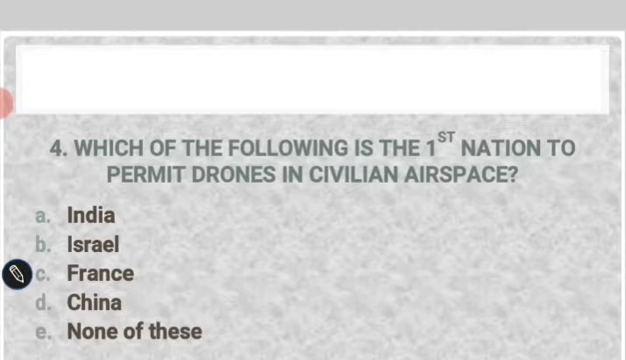 4. WHICH OF THE FOLLOWING IS THE 1ST NATION TO
PERMIT DRONES IN CIVILIAN AIRSPACE?
a. India
b. Israel
c. France
d. China
e. None of these